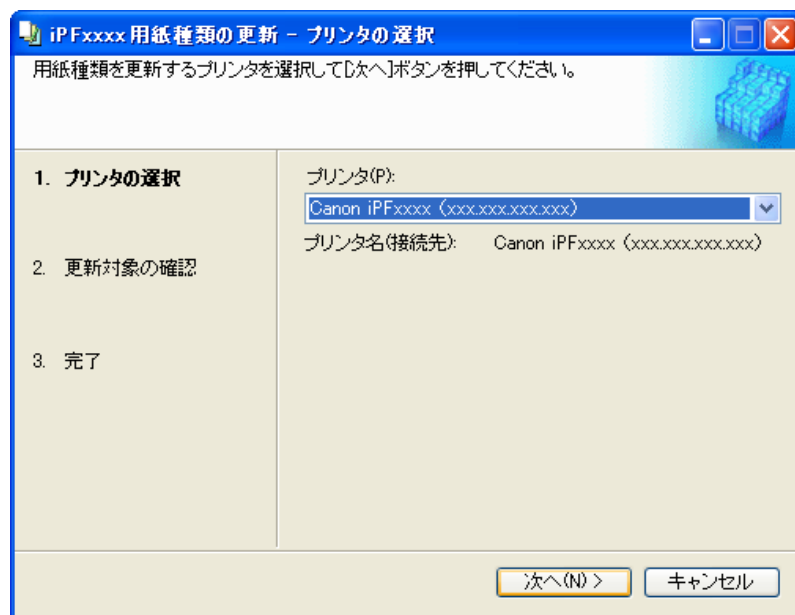 iPFxxxx 用紙種類の更新 - プリンタの選択
用紙種類を更新するプリンタを選択して[次へ]ボタンを押してください。
1. プリンタの選択
2. 更新対象の確認
3. 完了
プリンタ(P):
Canon iPFxxxx (xxx.xxx.xxx.xxx)
プリンタ名(接続先): Canon iPFxxxx (xxx.xxx.xxx.xxx)
次へ(N) >
キャンセル